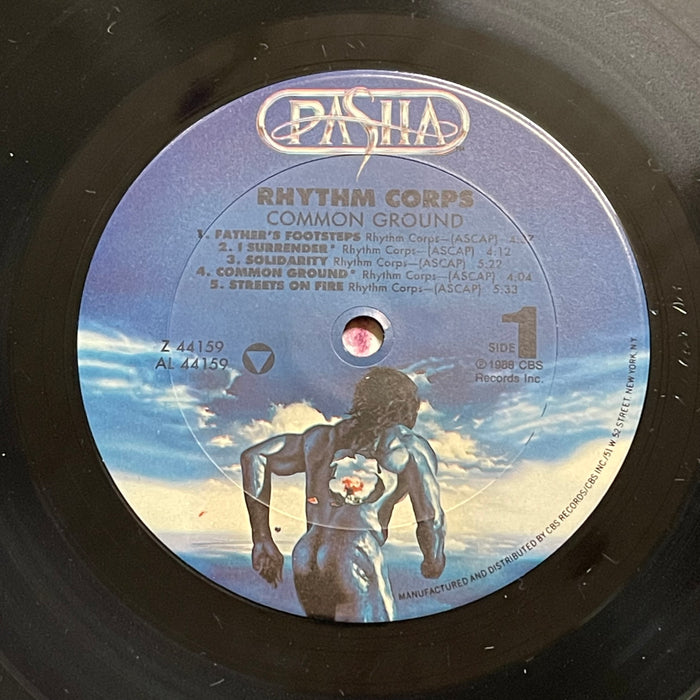 PASHA
RHYTHM CORPS
COMMON GROUND
1. FATHER'S FOOTSTEPS Rhythm Corps—(ASCAP) 4:37
2. I SURRENDER* Rhythm Corps—(ASCAP) 4:12
3. SOLIDARITY Rhythm Corps—(ASCAP) 5:22
4. COMMON GROUND* Rhythm Corps—(ASCAP) 4:04
5. STREETS ON FIRE Rhythm Corps—(ASCAP) 5:33
Z 44159
AL 44159
SIDE 1
℗1988 CBS
Records Inc.
MANUFACTURED AND DISTRIBUTED BY CBS RECORDS/CBS INC./51 W. 52 STREET, NEW YORK, N.Y.